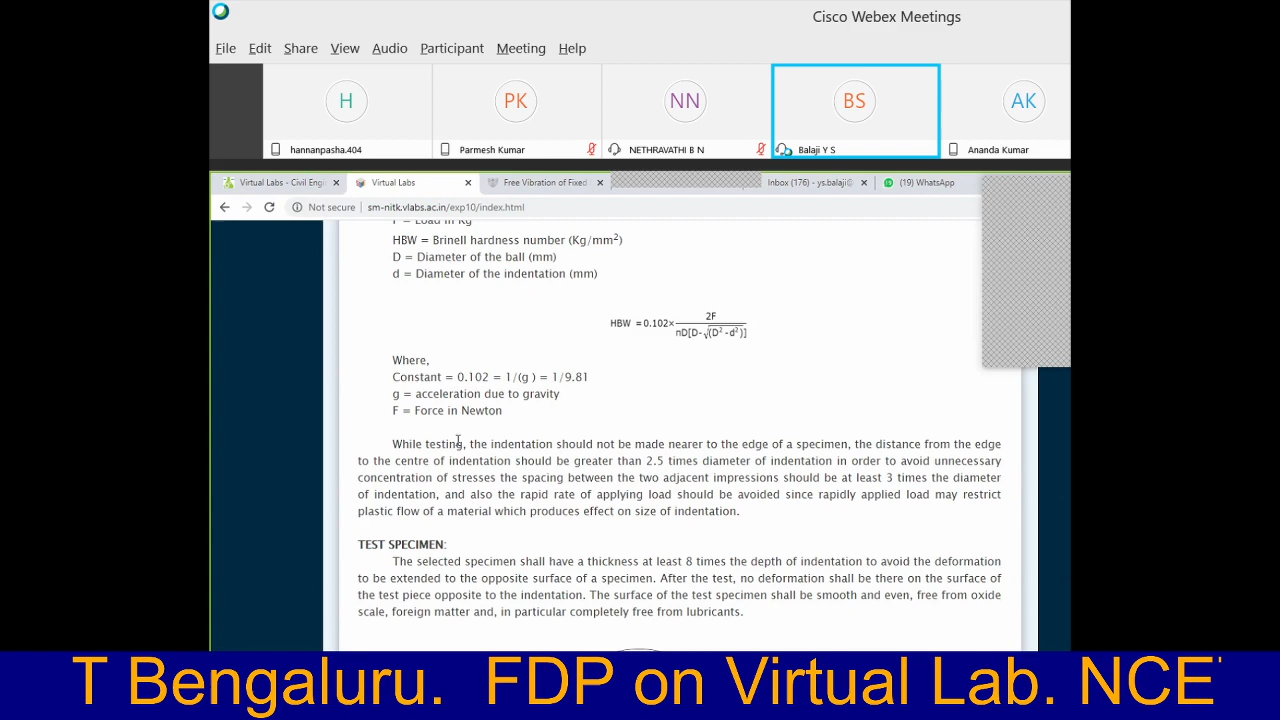 Cisco Webex Meetings
File Edit Share View Audio Participant Meeting Help
H PK NN BS AK
hannanpasha.404 Parmesh Kumar NETHRAVATHI B N Balaji Y S Ananda Kumar
Virtual Labs - Civil Engi Virtual Labs Free Vibration of Fixed Inbox (176) - ys.balaji@ (19) WhatsApp
Not secure sm-nitk.vlabs.ac.in/exp10/index.html
= Load in Kg
HBW = Brinell hardness number (Kg/mm²)
D = Diameter of the ball (mm)
d = Diameter of the indentation (mm)
HBW =0.102× 2F
πD[D-√(D²-d²)]
Where,
Constant = 0.102 = 1/(g ) = 1/9.81
g = acceleration due to gravity
F = Force in Newton
While testing, the indentation should not be made nearer to the edge of a specimen, the distance from the edge
to the centre of indentation should be greater than 2.5 times diameter of indentation in order to avoid unnecessary
concentration of stresses the spacing between the two adjacent impressions should be at least 3 times the diameter
of indentation, and also the rapid rate of applying load should be avoided since rapidly applied load may restrict
plastic flow of a material which produces effect on size of indentation.
TEST SPECIMEN:
The selected specimen shall have a thickness at least 8 times the depth of indentation to avoid the deformation
to be extended to the opposite surface of a specimen. After the test, no deformation shall be there on the surface of
the test piece opposite to the indentation. The surface of the test specimen shall be smooth and even, free from oxide
scale, foreign matter and, in particular completely free from lubricants.
T Bengaluru. FDP on Virtual Lab. NCE